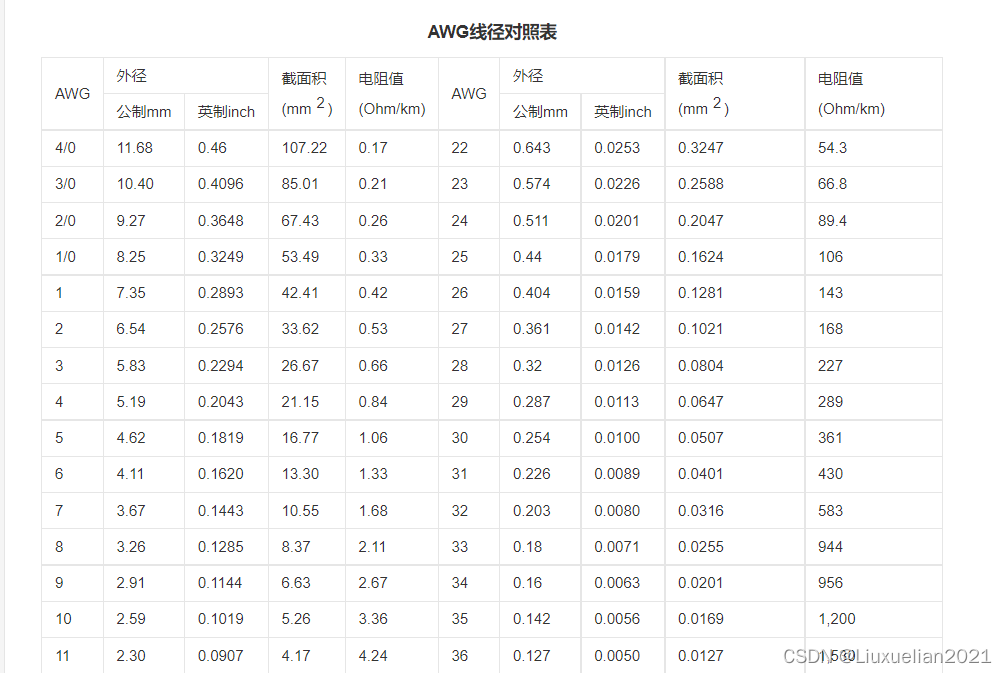 AWG线径对照表
AWG 外径 截面积 (mm 2 ) 电阻值 (Ohm/km) AWG 外径 截面积 (mm 2 ) 电阻值 (Ohm/km)
公制mm 英制inch 公制mm 英制inch
4/0 11.68 0.46 107.22 0.17 22 0.643 0.0253 0.3247 54.3
3/0 10.40 0.4096 85.01 0.21 23 0.574 0.0226 0.2588 66.8
2/0 9.27 0.3648 67.43 0.26 24 0.511 0.0201 0.2047 89.4
1/0 8.25 0.3249 53.49 0.33 25 0.44 0.0179 0.1624 106
1 7.35 0.2893 42.41 0.42 26 0.404 0.0159 0.1281 143
2 6.54 0.2576 33.62 0.53 27 0.361 0.0142 0.1021 168
3 5.83 0.2294 26.67 0.66 28 0.32 0.0126 0.0804 227
4 5.19 0.2043 21.15 0.84 29 0.287 0.0113 0.0647 289
5 4.62 0.1819 16.77 1.06 30 0.254 0.0100 0.0507 361
6 4.11 0.1620 13.30 1.33 31 0.226 0.0089 0.0401 430
7 3.67 0.1443 10.55 1.68 32 0.203 0.0080 0.0316 583
8 3.26 0.1285 8.37 2.11 33 0.18 0.0071 0.0255 944
9 2.91 0.1144 6.63 2.67 34 0.16 0.0063 0.0201 956
10 2.59 0.1019 5.26 3.36 35 0.142 0.0056 0.0169 1,200
11 2.30 0.0907 4.17 4.24 36 0.127 0.0050 0.0127 1,530
CSDN @Liuxuelian2021